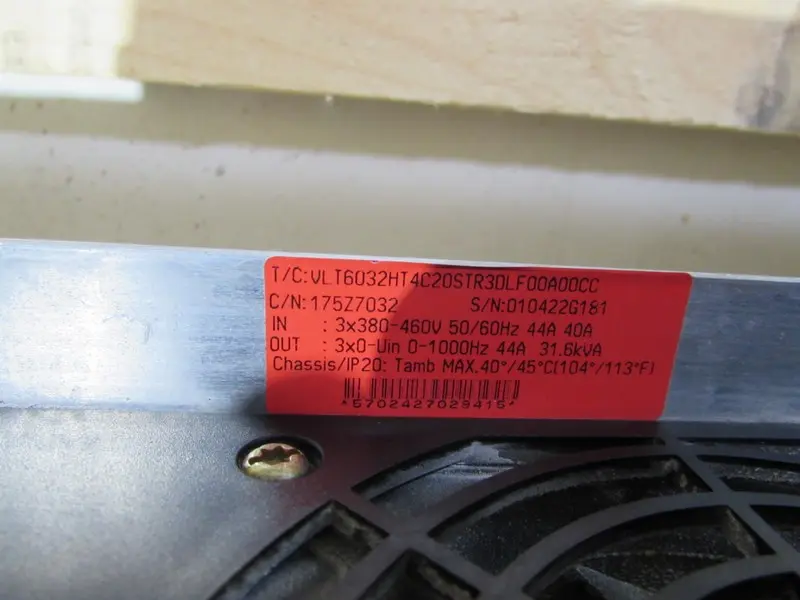 T/C:VLT6032HT4C20STR30LF00A00CC
C/N:175Z7032 S/N:010422G181
IN : 3x380-460V 50/60Hz 44A 40A
OUT : 3x0-Uin 0-1000Hz 44A 31.6kVA
Chassis/IP20: Tamb MAX.40°/45°C(104°/113°F)
*5702427029415*